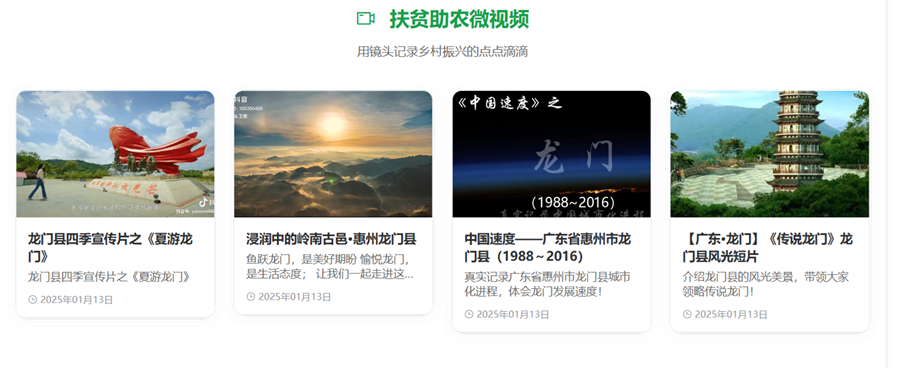 扶贫助农微视频
用镜头记录乡村振兴的点点滴滴
《中国速度》之
龙 门
（1988~2016）
真实记录中国城市化进程
龙门县四季宣传片之《夏游龙
门》
龙门县四季宣传片之《夏游龙门》
2025年01月13日
浸润中的岭南古邑•惠州龙门县
鱼跃龙门，是美好期盼 愉悦龙门，
是生活态度； 让我们一起走进这...
2025年01月13日
中国速度——广东省惠州市龙
门县（1988～2016）
真实记录广东省惠州市龙门县城市
化进程，体会龙门发展速度！
2025年01月13日
【广东•龙门】《传说龙门》龙
门县风光短片
介绍龙门县的风光美景，带领大家
领略传说龙门！
2025年01月13日